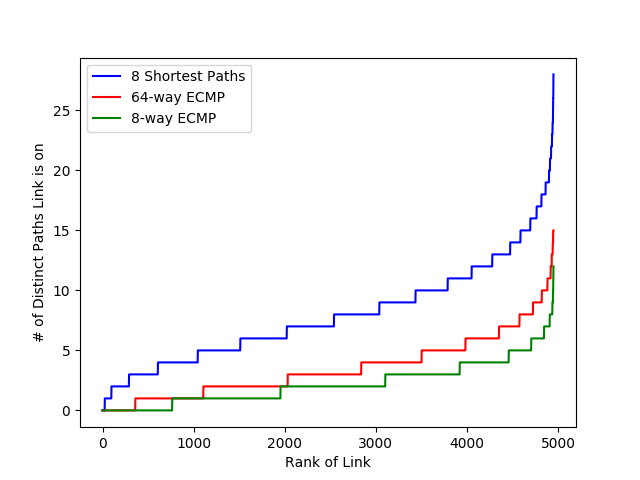 8 Shortest Paths
64-way ECMP
8-way ECMP
# of Distinct Paths Link is on
25
20
15
10
5
0
0 1000 2000 3000 4000 5000
Rank of Link